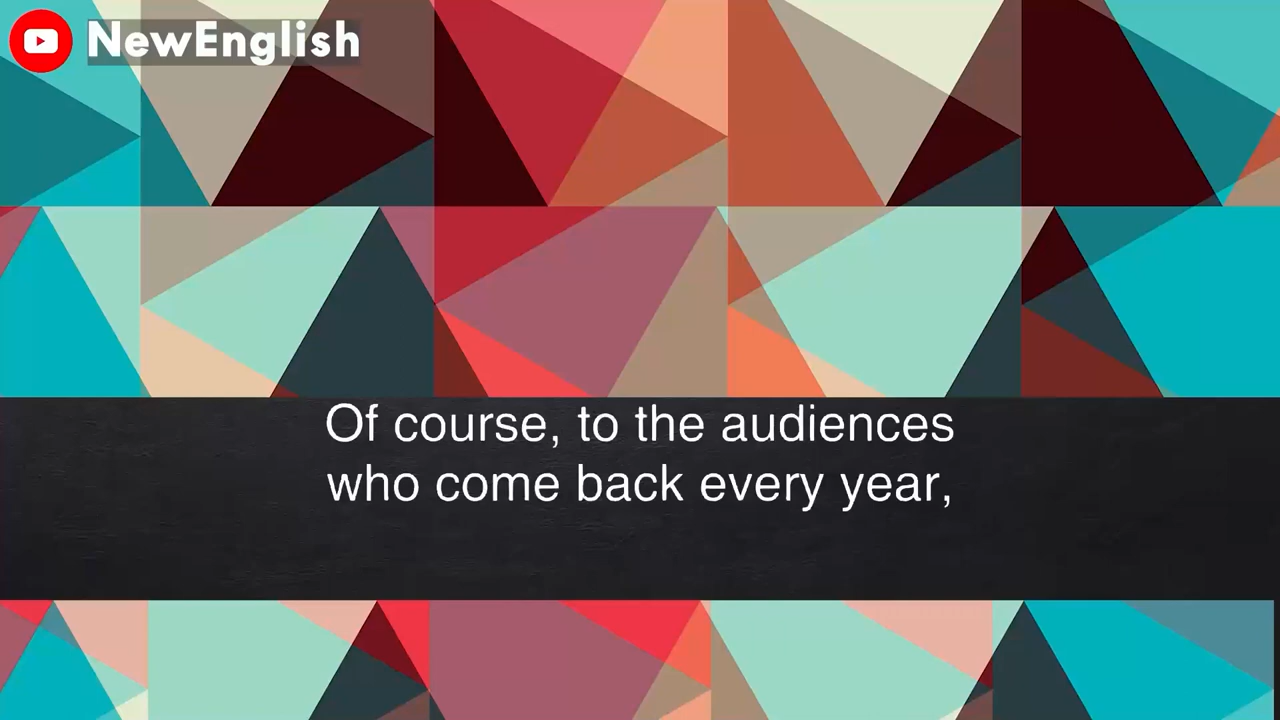 NewEnglish
Of course, to the audiences
who come back every year,